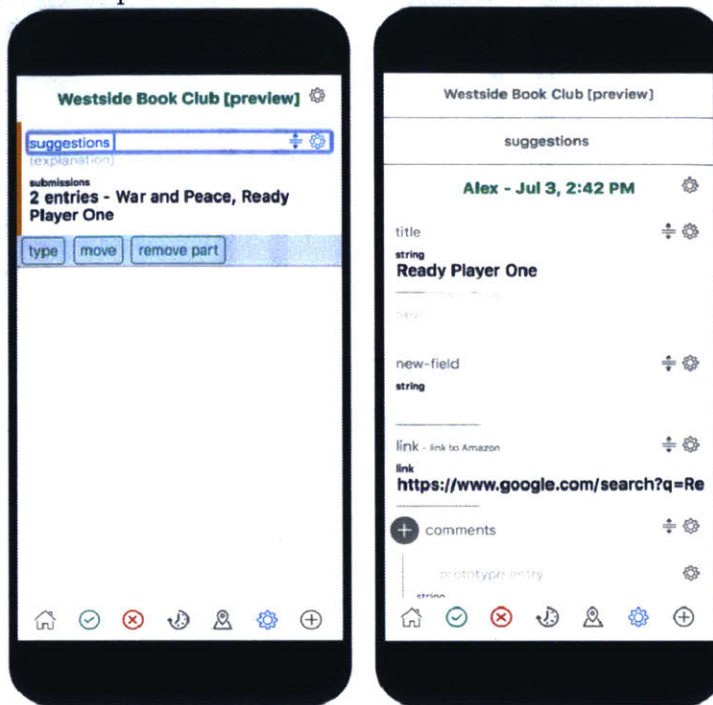 Westside Book Club [preview]
suggestions
(explanation)
submissions
2 entries - War and Peace, Ready
Player One
type move remove part
Westside Book Club [preview]
suggestions
Alex - Jul 3, 2:42 PM
title
string
Ready Player One
new-field
string
link - link to Amazon
link
https://www.google.com/search?q=Re
comments
prototype entry
string